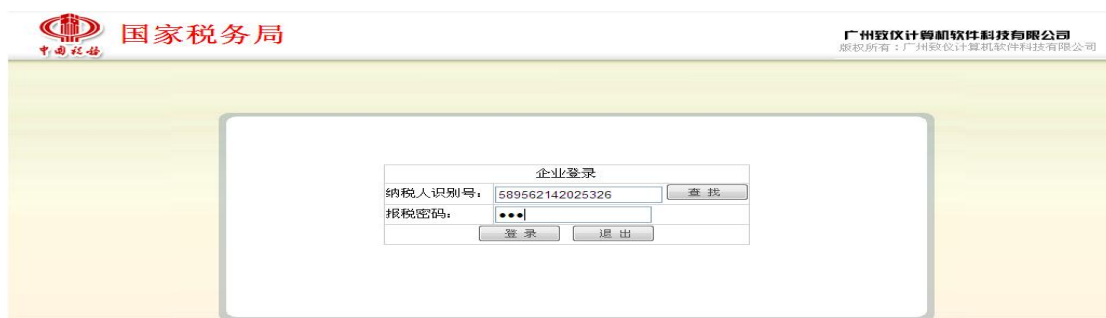 国家税务局
中国税务
广州致仪计算机软件科技有限公司
版权所有：广州致仪计算机软件科技有限公司
企业登录
纳税人识别号： 589562142025326 查 找
报税密码： •••
登 录 退 出